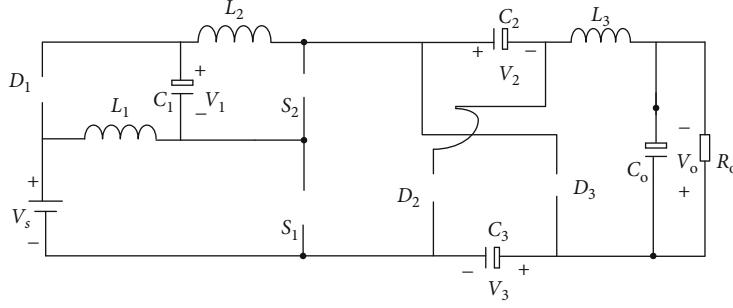 L₂
C₂
L₃
+
−
V₂
D₁
+
C₁
V₁
−
S₂
L₁
−
Cₒ
Vₒ
Rₒ
+
+
Vₛ
−
D₂
D₃
S₁
C₃
−
+
V₃